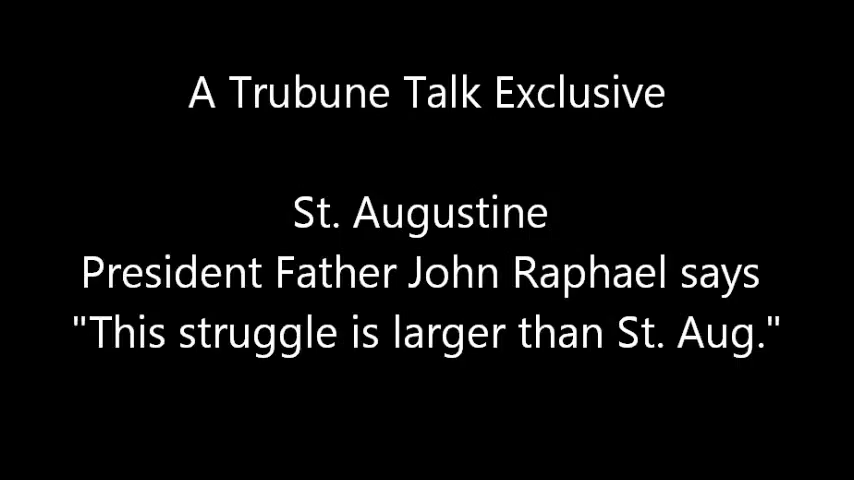 A Trubune Talk Exclusive
St. Augustine
President Father John Raphael says
"This struggle is larger than St. Aug."